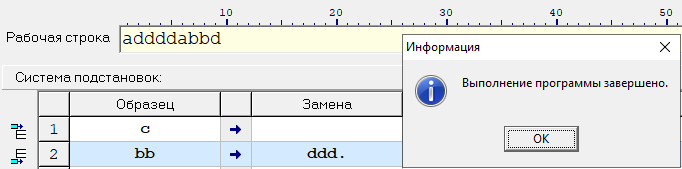 10 20 30 40 50
Рабочая строка addddabbd
Информация
Выполнение программы завершено.
OK
Система подстановок:
Образец Замена
1 c →
2 bb → ddd.